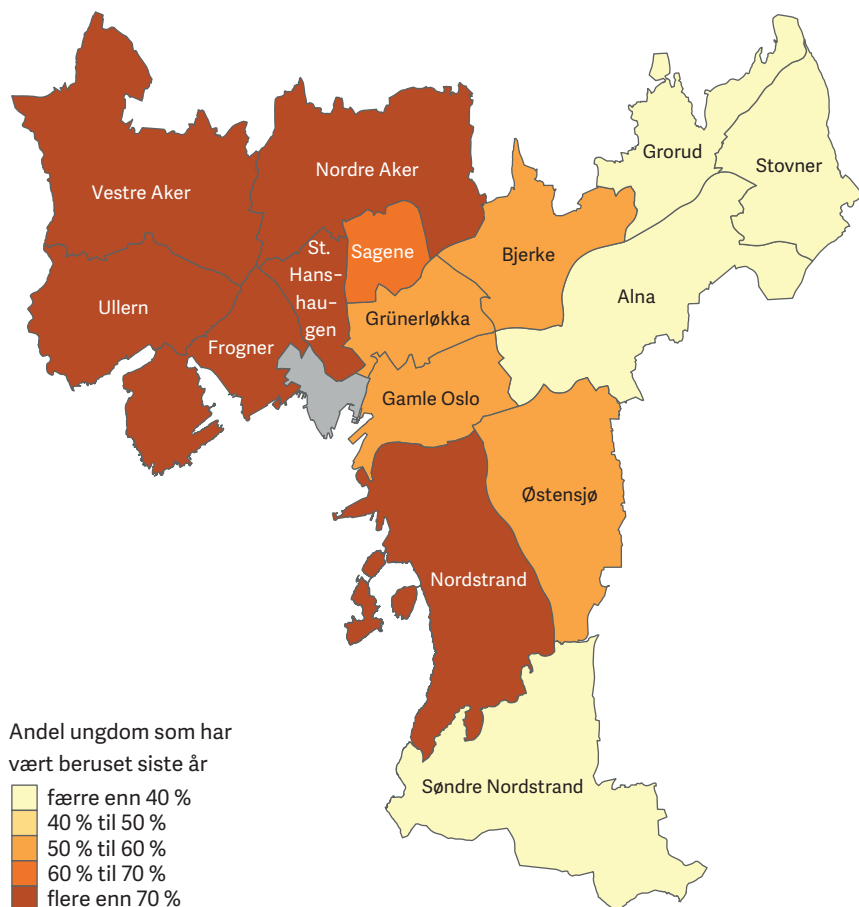 Grorud
Stovner
Nordre Aker
Vestre Aker
St.
Hans-
hau-
gen
Sagene
Bjerke
Alna
Ullern
Grünerløkka
Frogner
Gamle Oslo
Østensjø
Nordstrand
Søndre Nordstrand
Andel ungdom som har
vært beruset siste år
færre enn 40 %
40 % til 50 %
50 % til 60 %
60 % til 70 %
flere enn 70 %